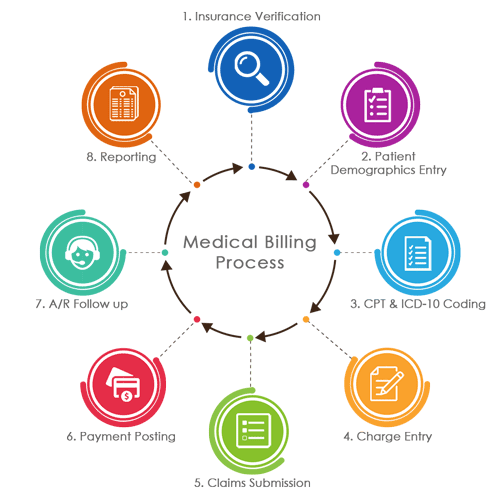 1. Insurance Verification
2. Patient
Demographics Entry
3. CPT & ICD-10 Coding
4. Charge Entry
5. Claims Submission
6. Payment Posting
7. A/R Follow up
8. Reporting
Medical Billing
Process